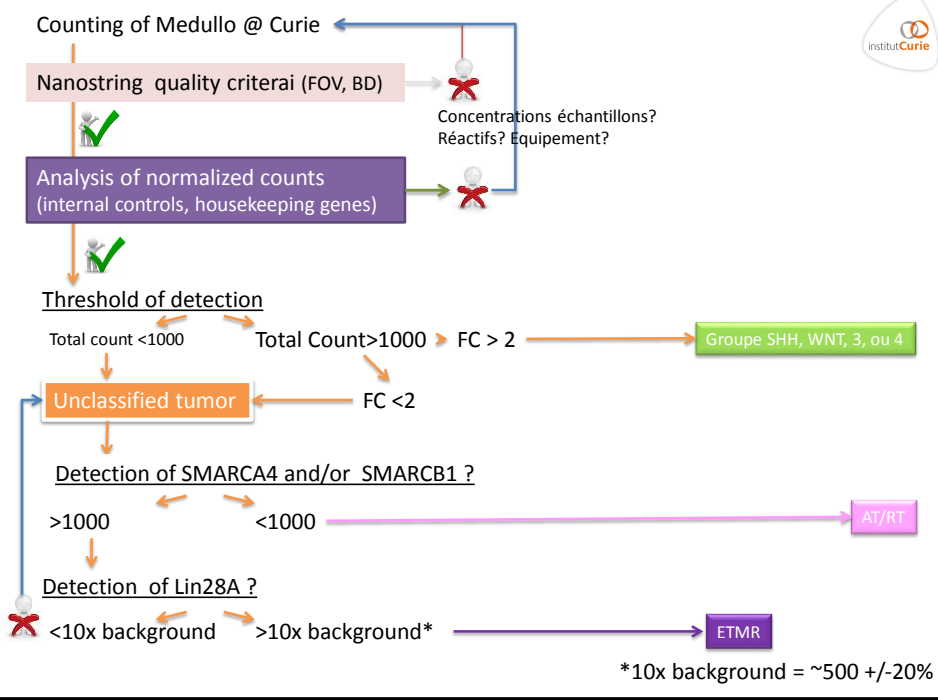 Counting of Medullo @ Curie
institutCurie
Nanostring quality criterai (FOV, BD)
Concentrations échantillons?
Réactifs? Equipement?
Analysis of normalized counts
(internal controls, housekeeping genes)
Threshold of detection
Total count <1000
Total Count>1000
FC > 2
Groupe SHH, WNT, 3, ou 4
Unclassified tumor
FC <2
Detection of SMARCA4 and/or SMARCB1 ?
>1000
<1000
AT/RT
Detection of Lin28A ?
<10x background
>10x background*
ETMR
*10x background = ~500 +/-20%